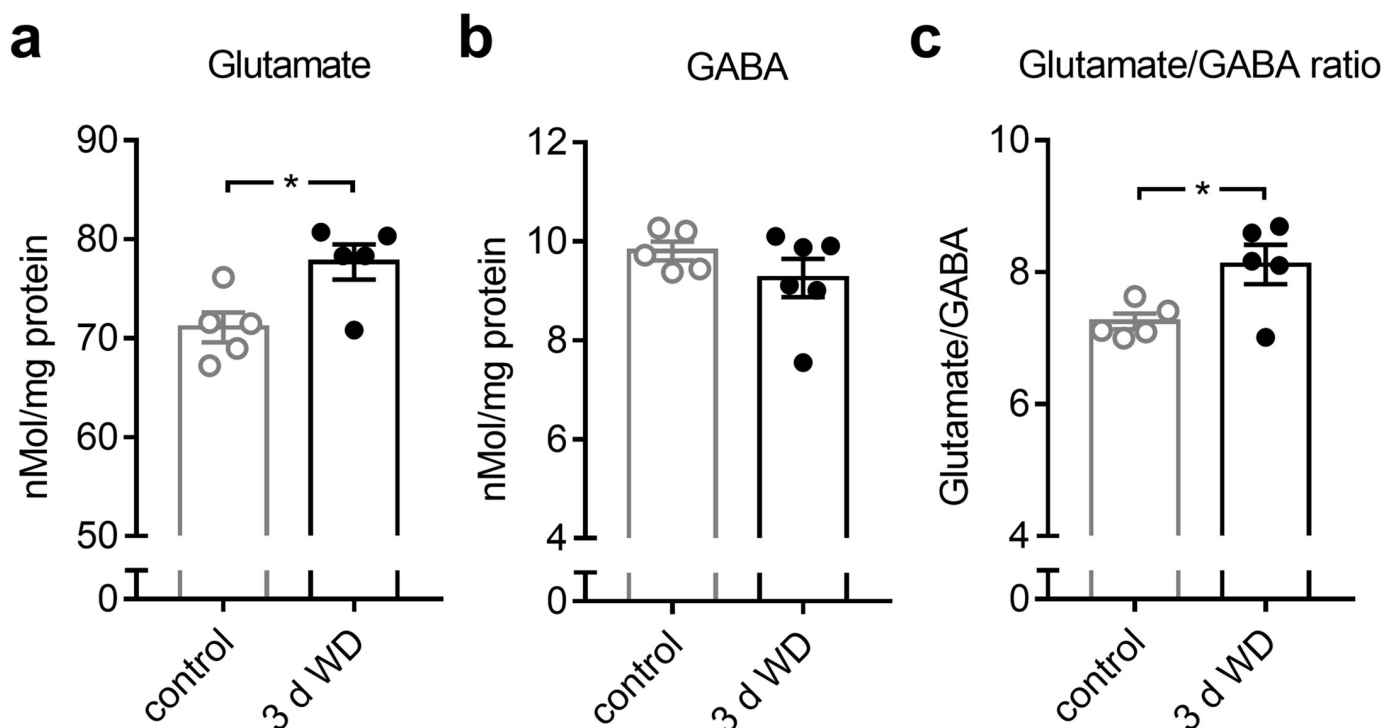 a
Glutamate
nMol/mg protein
90
80
70
60
50
0
*
control
3 d WD
b
GABA
nMol/mg protein
12
10
8
6
4
0
control
3 d WD
c
Glutamate/GABA ratio
Glutamate/GABA
10
8
6
4
0
*
control
3 d WD